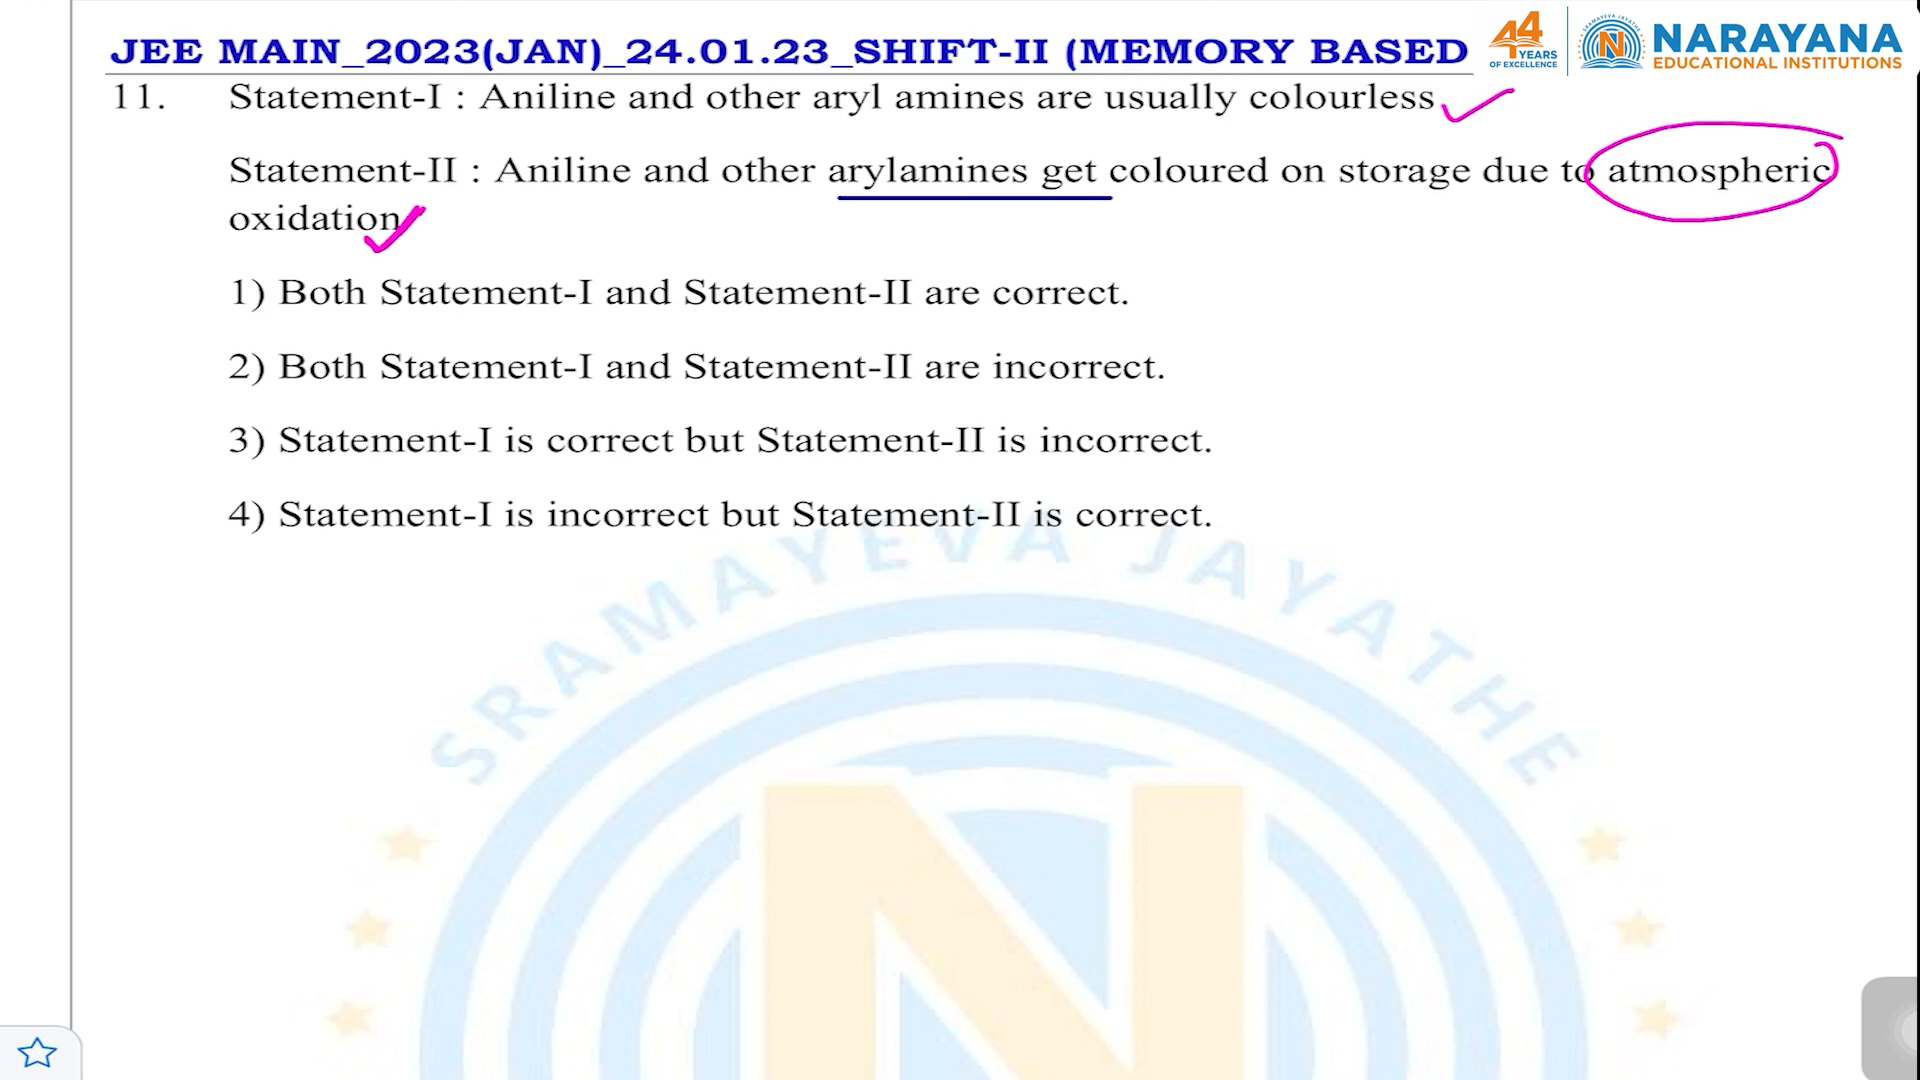 JEE MAIN_2023(JAN)_24.01.23_SHIFT-II (MEMORY BASED
44 YEARS OF EXCELLENCE
SRAMAYEVA JAYATHE
N
NARAYANA
EDUCATIONAL INSTITUTIONS
11. Statement-I : Aniline and other aryl amines are usually colourless
Statement-II : Aniline and other arylamines get coloured on storage due to atmospheric
oxidation
1) Both Statement-I and Statement-II are correct.
2) Both Statement-I and Statement-II are incorrect.
3) Statement-I is correct but Statement-II is incorrect.
4) Statement-I is incorrect but Statement-II is correct.
SRAMAYEVA JAYATHE
N